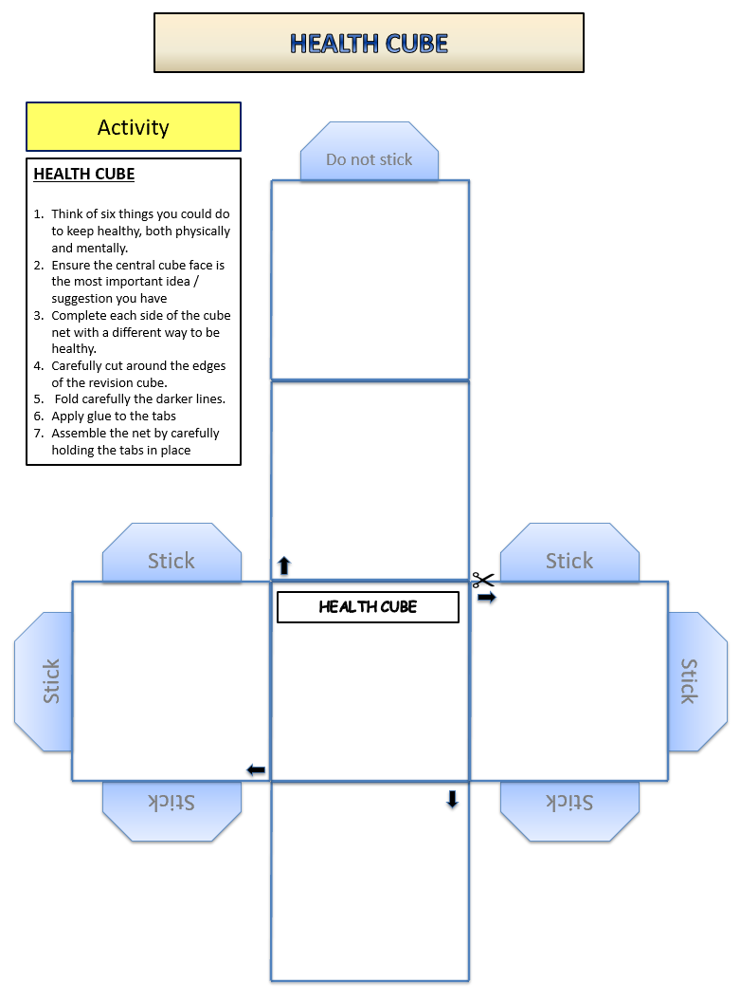 HEALTH CUBE
Activity
HEALTH CUBE
1. Think of six things you could do
to keep healthy, both physically
and mentally.
2. Ensure the central cube face is
the most important idea /
suggestion you have
3. Complete each side of the cube
net with a different way to be
healthy.
4. Carefully cut around the edges
of the revision cube.
5. Fold carefully the darker lines.
6. Apply glue to the tabs
7. Assemble the net by carefully
holding the tabs in place
Do not stick
Stick
Stick
HEALTH CUBE
Stick
Stick
Stick
Stick